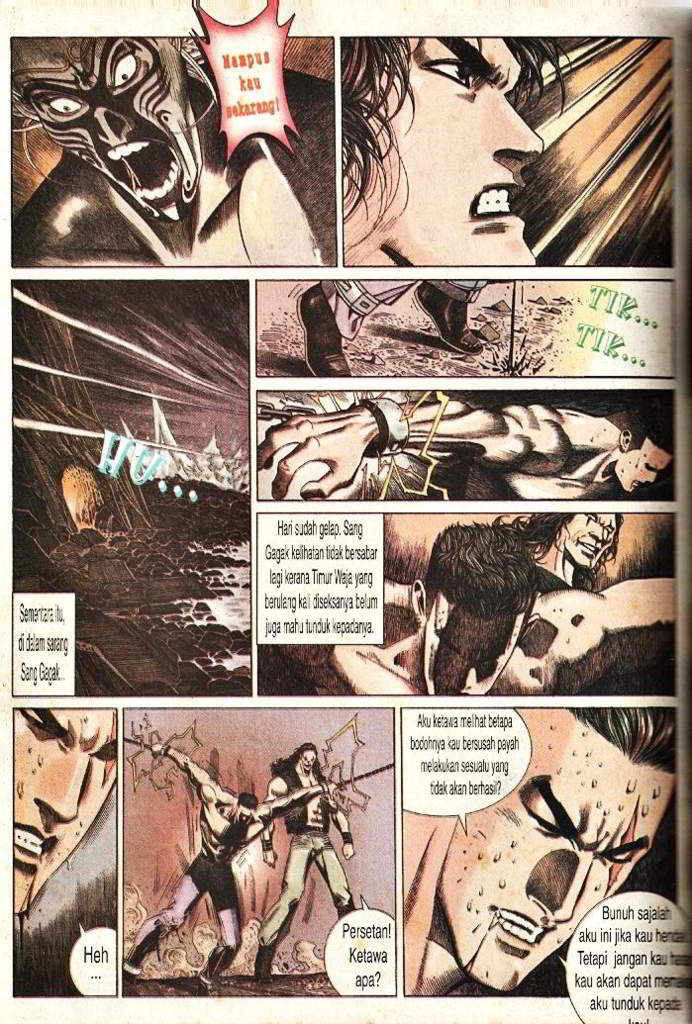 Mampus
kau
sekarang!
TIK...
TIK...
HU...
Sementara itu,
di dalam sarang
Sang Gagak...
Hari sudah gelap. Sang
Gagak kelihatan tidak bersabar
lagi kerana Timur Waja yang
berulang kali diseksanya belum
juga mahu tunduk kepadanya.
Heh
...
Persetan!
Ketawa
apa?
Aku ketawa melihat betapa
bodohnya kau bersusah payah
melakukan sesuatu yang
tidak akan berhasil?
Bunuh sajalah
aku ini jika kau
Tetapi jangan kau
kau akan dapat
aku tunduk kepada